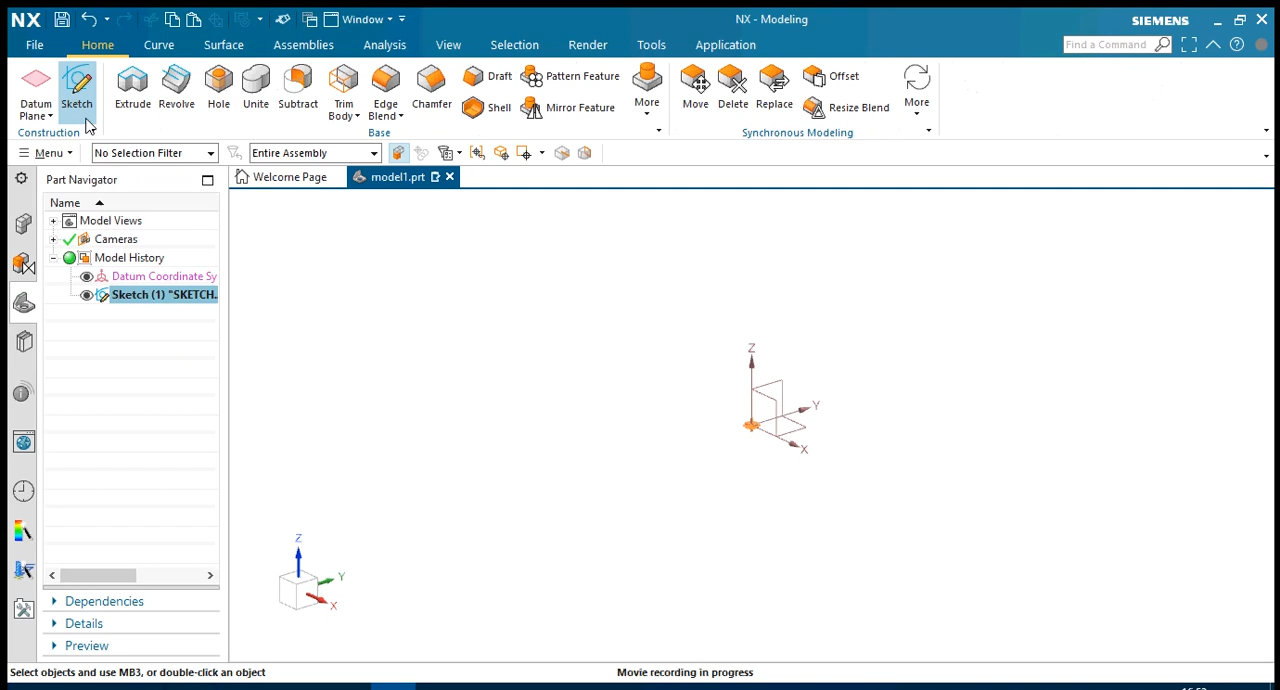 NX
Window
NX - Modeling
SIEMENS
File
Home
Curve
Surface
Assemblies
Analysis
View
Selection
Render
Tools
Application
Find a Command
Datum
Plane
Sketch
Extrude
Revolve
Hole
Unite
Subtract
Trim
Body
Edge
Blend
Chamfer
Draft
Shell
Pattern Feature
Mirror Feature
More
Move
Delete
Replace
Offset
Resize Blend
More
Construction
Base
Synchronous Modeling
Menu
No Selection Filter
Entire Assembly
Part Navigator
Welcome Page
model1.prt
Name
Model Views
Cameras
Model History
Datum Coordinate Sy
Sketch (1) "SKETCH...
Z
Y
X
Z
Y
X
Dependencies
Details
Preview
Select objects and use MB3, or double-click an object
Movie recording in progress